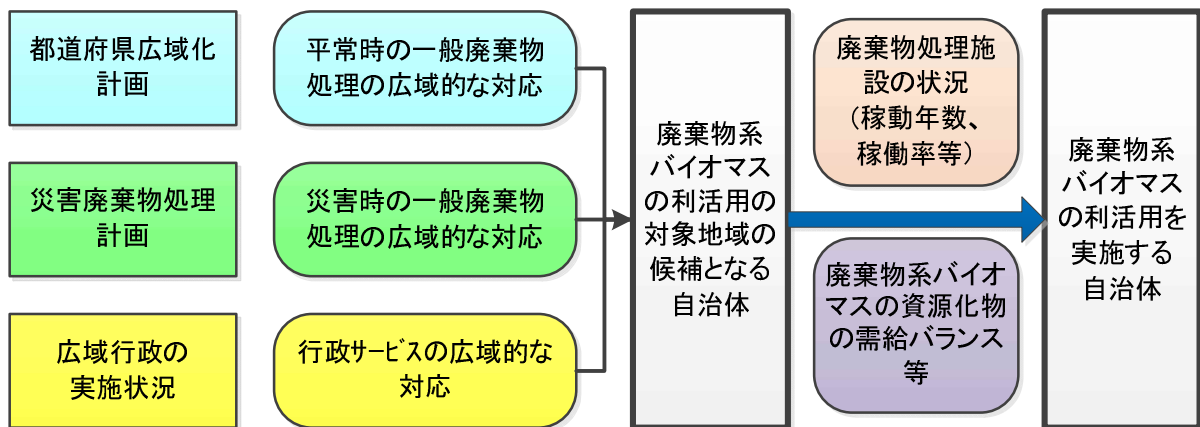 都道府県広域化
計画
平常時の一般廃棄物
処理の広域的な対応
災害廃棄物処理
計画
災害時の一般廃棄物
処理の広域的な対応
広域行政の
実施状況
行政サービスの広域的な
対応
廃棄物系
バイオマス
の利活用の
対象地域の
候補となる
自治体
廃棄物処理施
設の状況
（稼動年数、
稼働率等）
廃棄物系バイオ
マスの資源化物
の需給バランス
等
廃棄物系
バイオマス
の利活用を
実施する
自治体